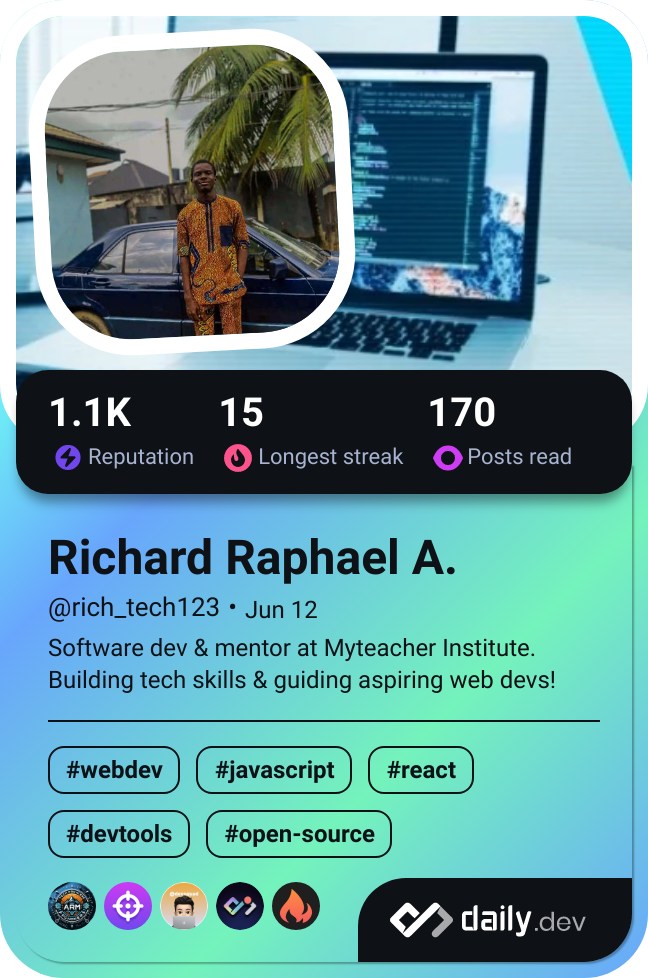 1.1K 15 170
Reputation Longest streak Posts read
Richard Raphael A.
@rich_tech123 • Jun 12
Software dev & mentor at Myteacher Institute.
Building tech skills & guiding aspiring web devs!
#webdev #javascript #react
#devtools #open-source
ARM
daily.dev